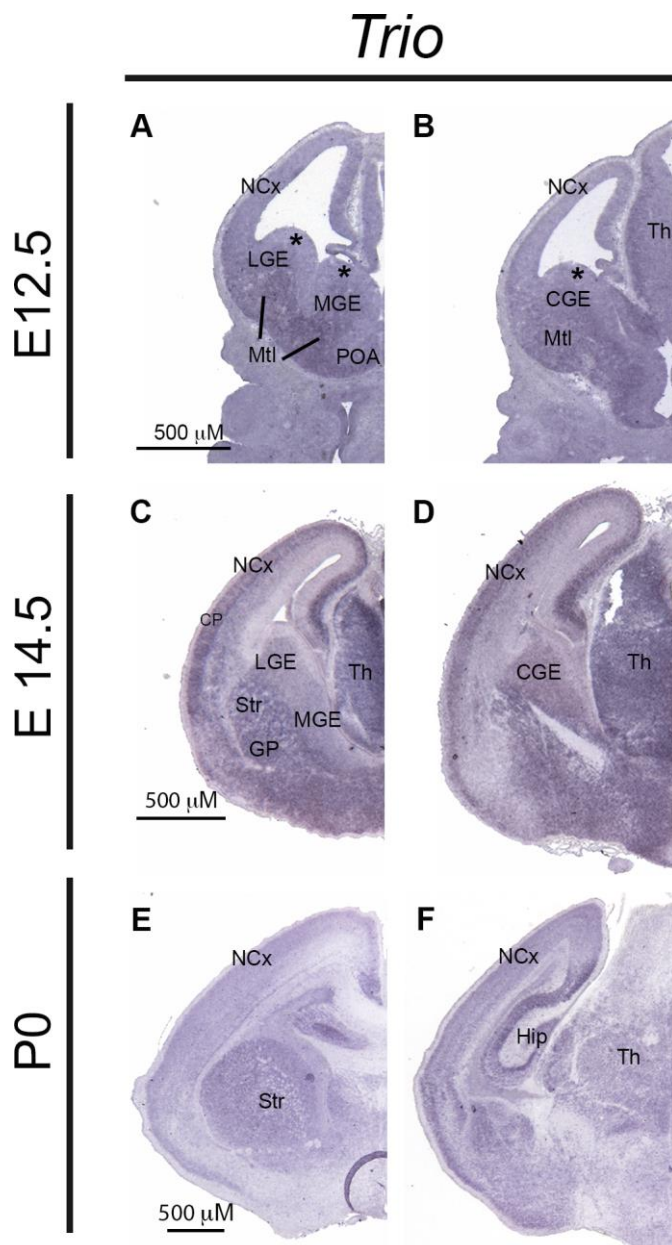 Trio
E12.5
A
NCx
LGE
*
*
MGE
Mtl
POA
500 µM
B
NCx
Th
*
CGE
Mtl
E 14.5
C
NCx
CP
LGE
Th
Str
MGE
GP
500 µM
D
NCx
CGE
Th
P0
E
NCx
Str
500 µM
F
NCx
Hip
Th